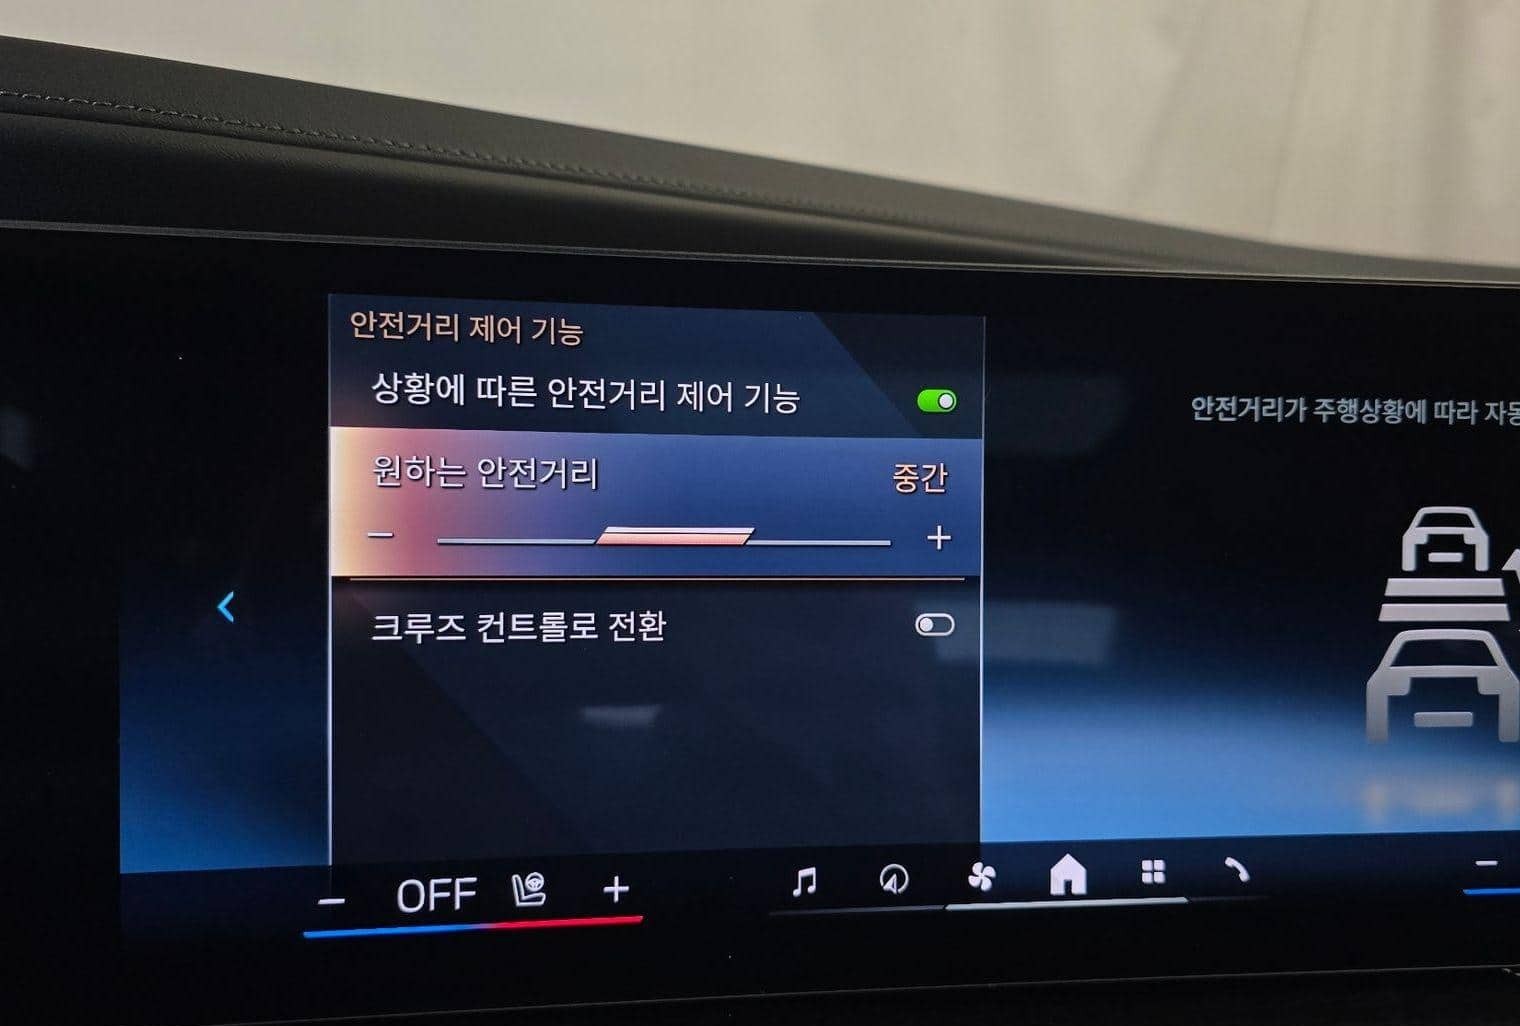 안전거리 제어 기능
상황에 따른 안전거리 제어 기능
원하는 안전거리 중간
크루즈 컨트롤로 전환
안전거리가 주행상황에 따라
OFF